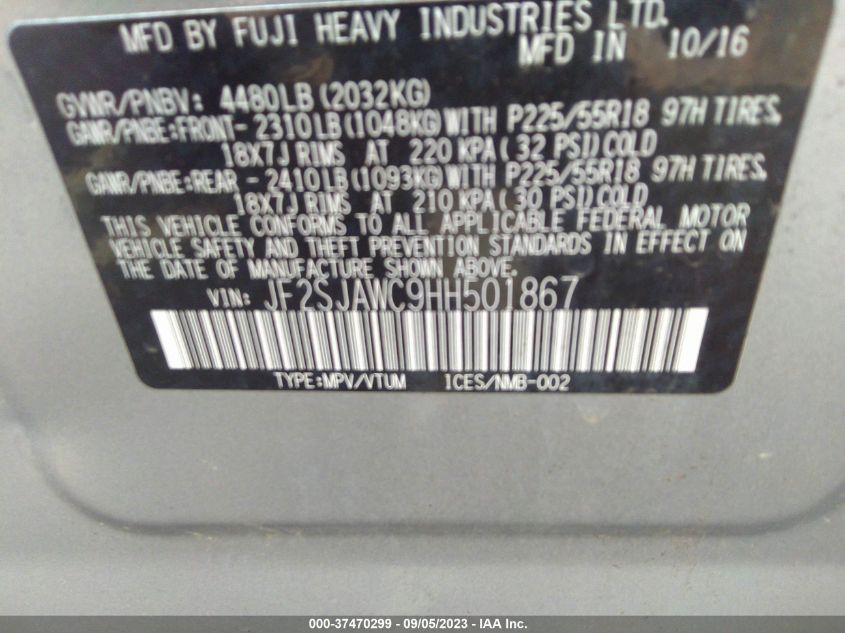 MFD BY FUJI HEAVY INDUSTRIES LTD.
MFD IN 10/16
GVWR/PNBV: 4480LB (2032KG)
GAWR/PNBE:FRONT- 2310LB(1048KG)WITH P225/55R18 97H TIRES,
18X7J RIMS AT 220 KPA( 32 PSI)COLD
GAWR/PNBE:REAR - 2410LB(1093KG)WITH P225/55R18 97H TIRES,
18X7J RIMS AT 210 KPA( 30 PSI)COLD
THIS VEHICLE CONFORMS TO ALL APPLICABLE FEDERAL MOTOR
VEHICLE SAFETY AND THEFT PREVENTION STANDARDS IN EFFECT ON
THE DATE OF MANUFACTURE SHOWN ABOVE.
VIN: JF2SJAWC9HH501867
TYPE:MPV/VTUM ICES/NMB-002
000-37470299 - 09/05/2023 - IAA Inc.